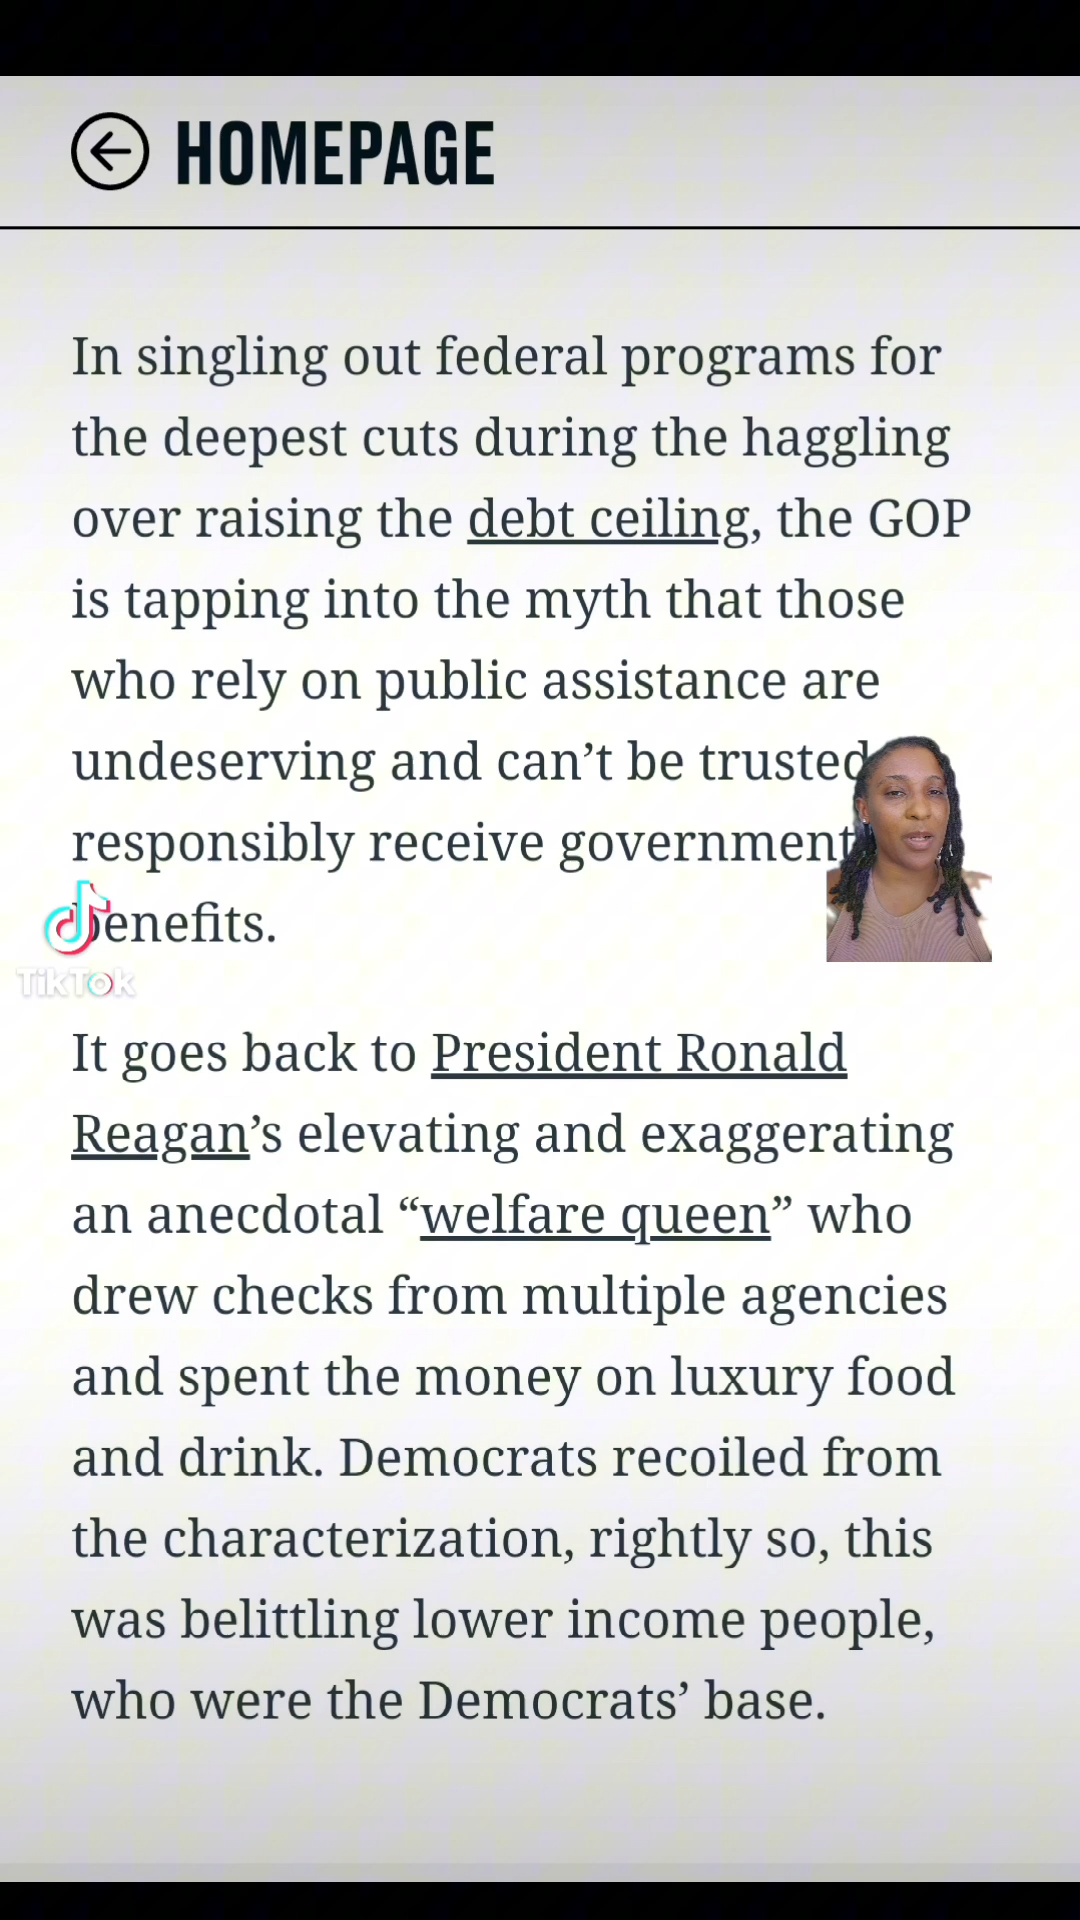 HOMEPAGE
In singling out federal programs for
the deepest cuts during the haggling
over raising the debt ceiling, the GOP
is tapping into the myth that those
who rely on public assistance are
undeserving and can’t be trusted
responsibly receive government
benefits.
TikTok
It goes back to President Ronald
Reagan’s elevating and exaggerating
an anecdotal “welfare queen” who
drew checks from multiple agencies
and spent the money on luxury food
and drink. Democrats recoiled from
the characterization, rightly so, this
was belittling lower income people,
who were the Democrats’ base.